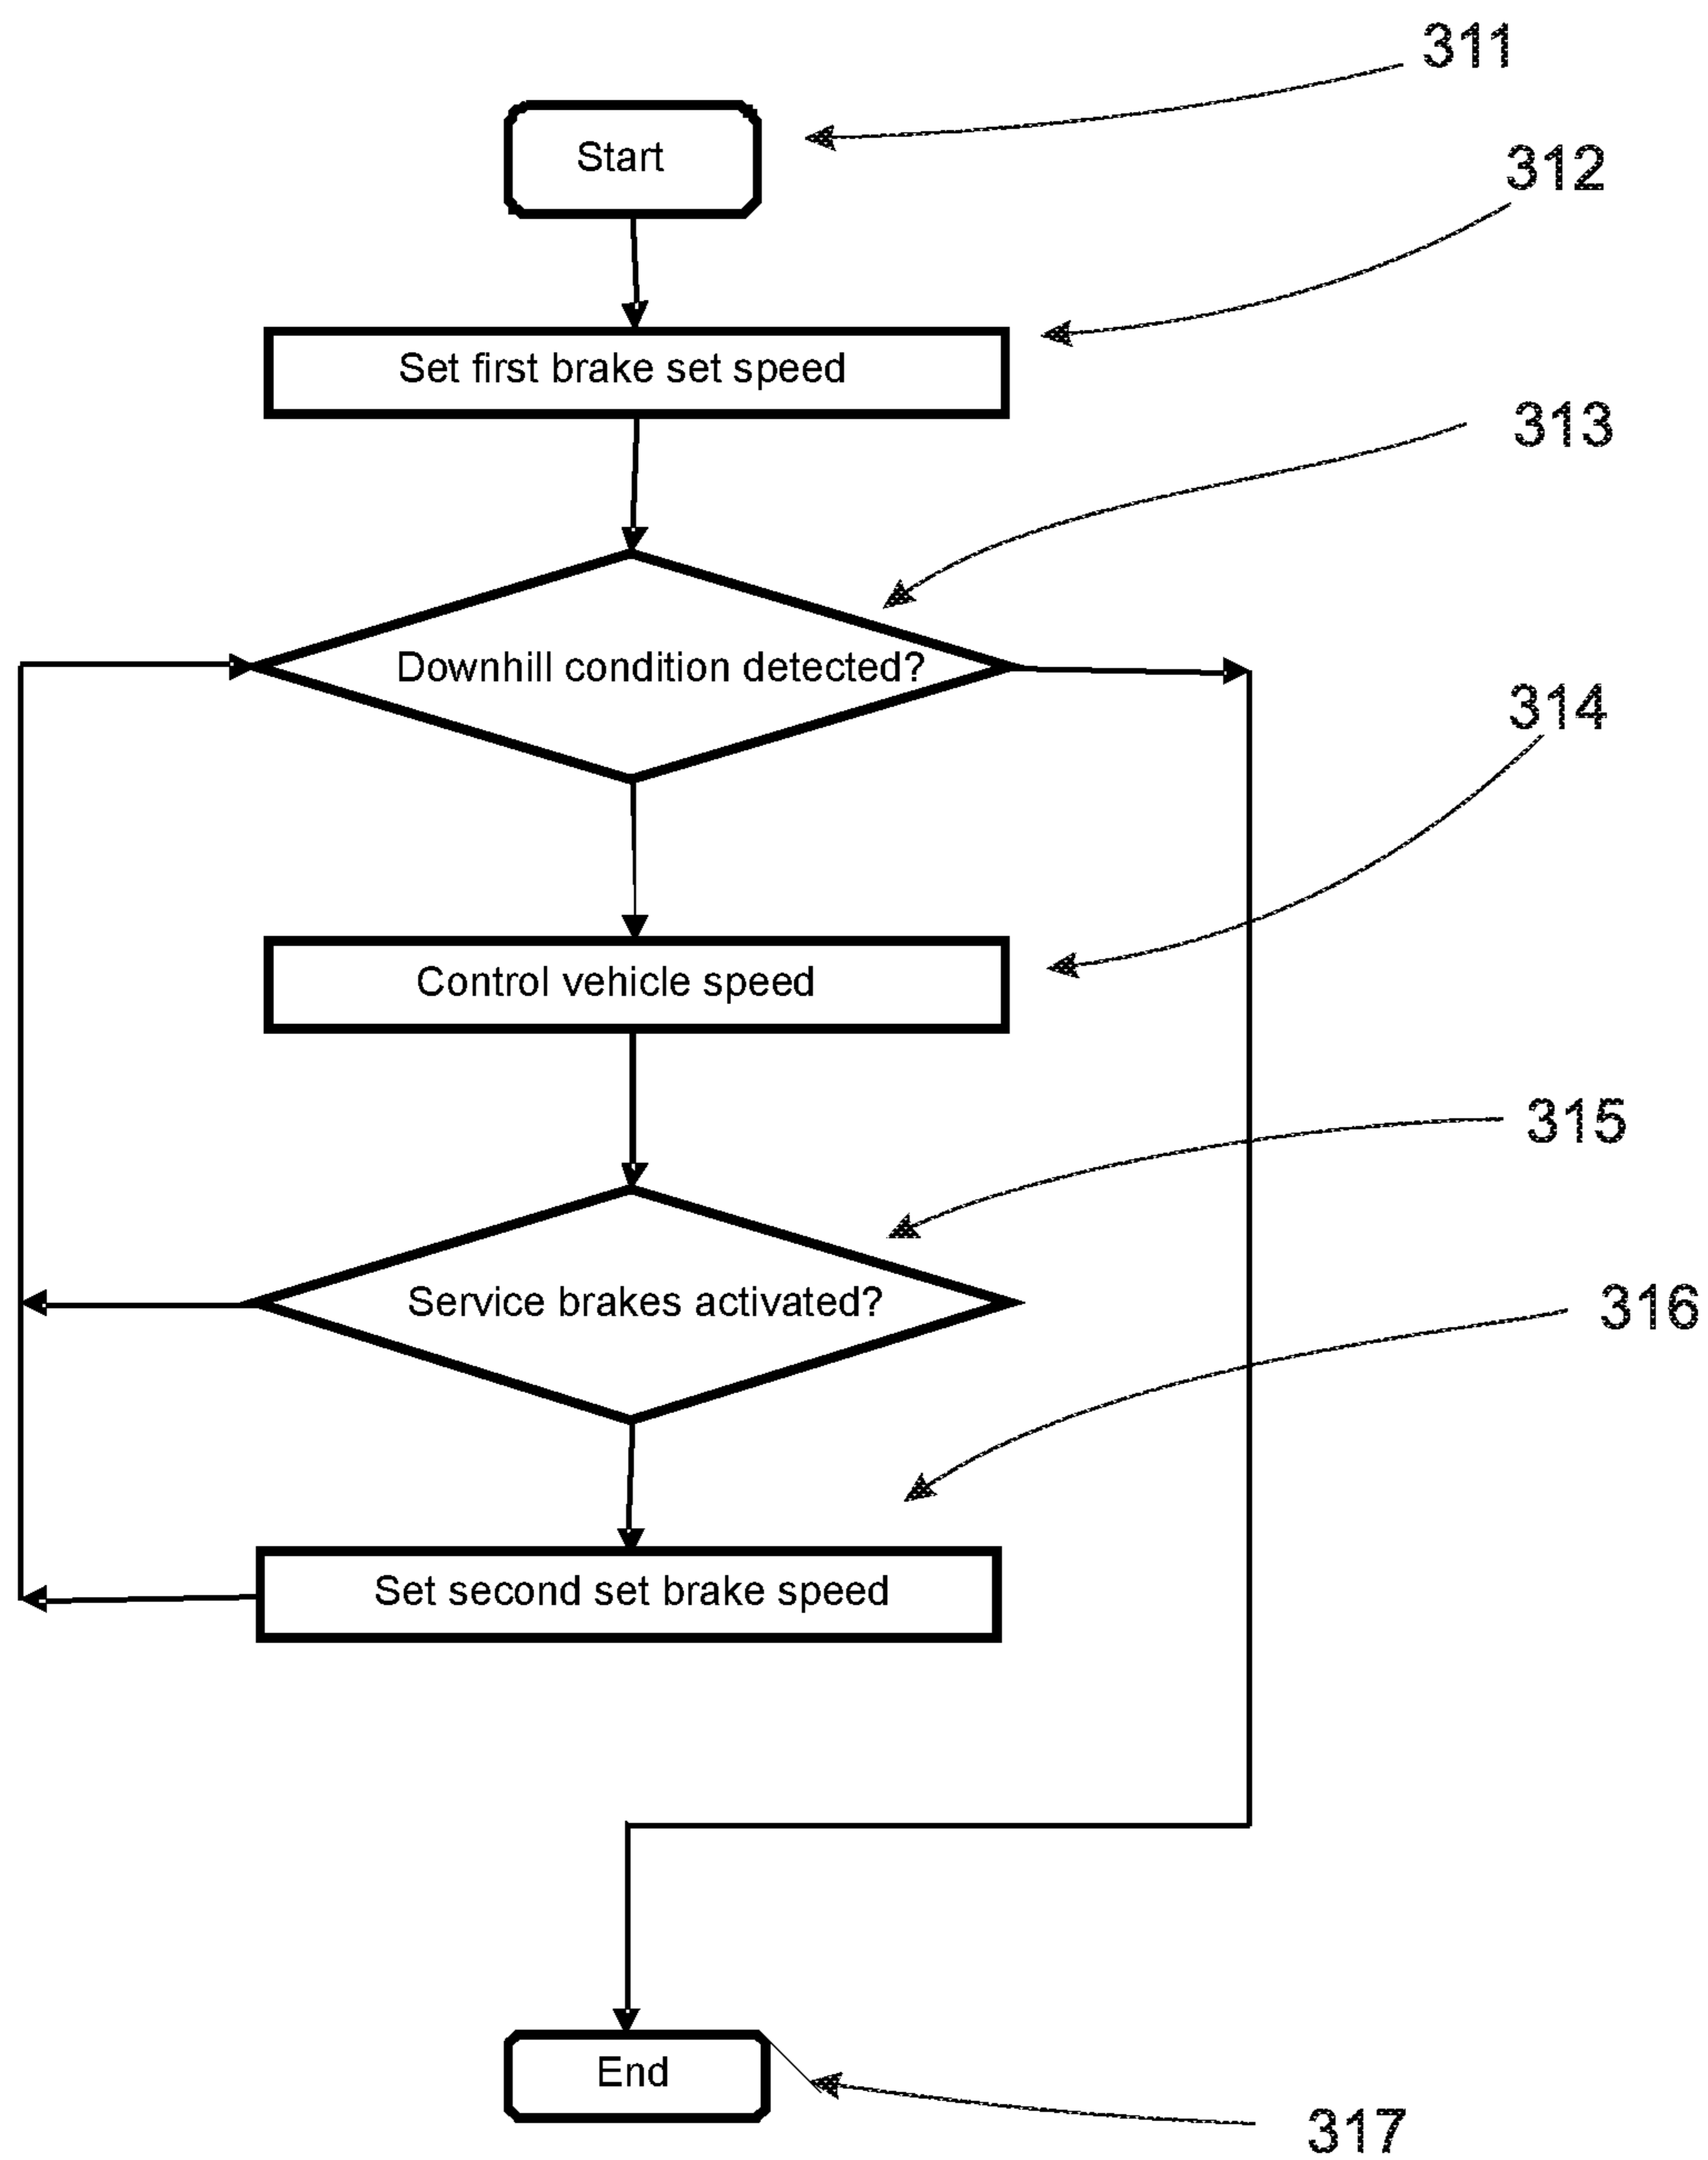 311
Start
312
Set first brake set speed
313
Downhill condition detected?
314
Control vehicle speed
315
Service brakes activated?
316
Set second set brake speed
End
317